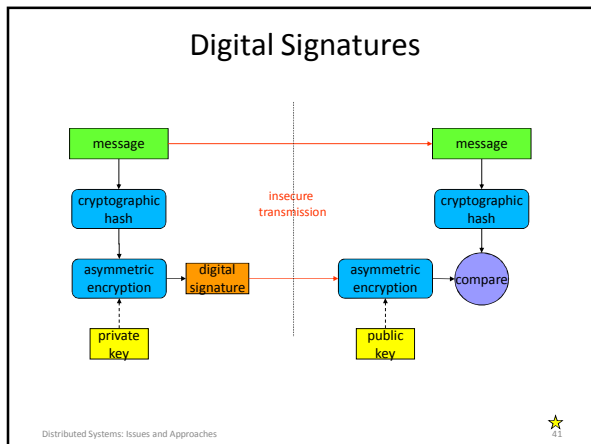 Digital Signatures
message
message
cryptographic
hash
insecure
transmission
cryptographic
hash
asymmetric
encryption
digital
signature
asymmetric
encryption
compare
private
key
public
key
Distributed Systems: Issues and Approaches
41